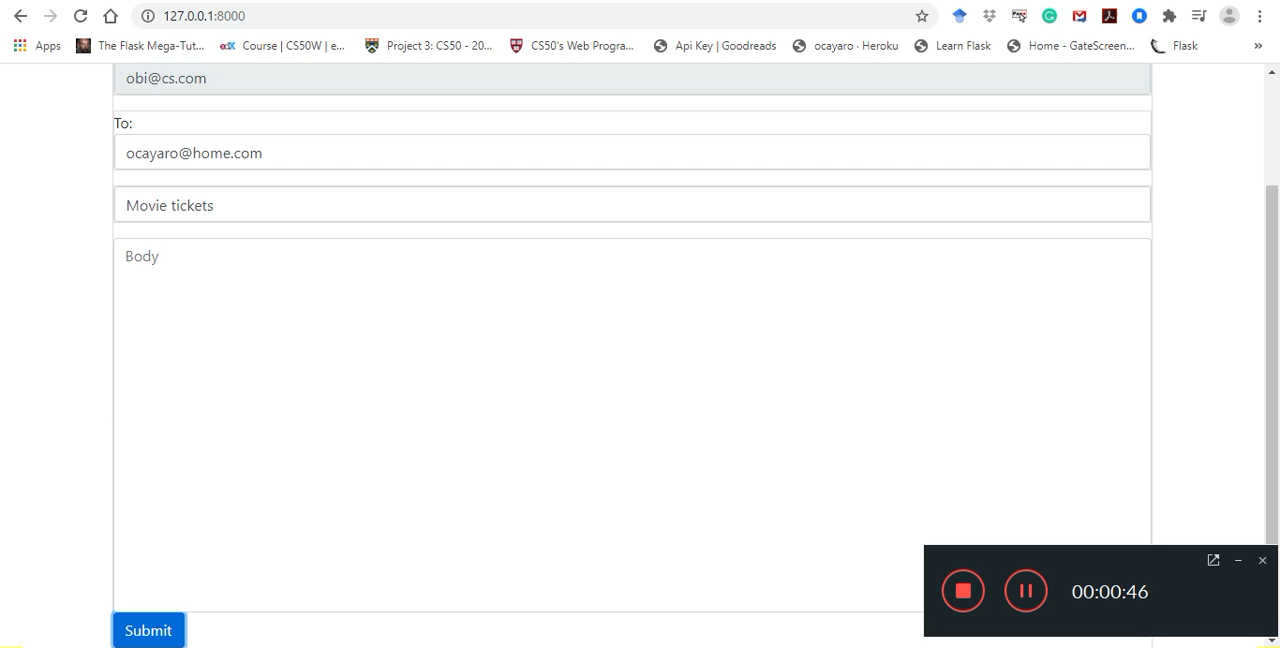 127.0.0.1:8000
Apps The Flask Mega-Tut... edX Course | CS50W | e... Project 3: CS50 - 20... CS50's Web Progra... Api Key | Goodreads ocayaro · Heroku Learn Flask Home - GateScreen... Flask »
obi@cs.com
To:
ocayaro@home.com
Movie tickets
Body
00:00:46
Submit